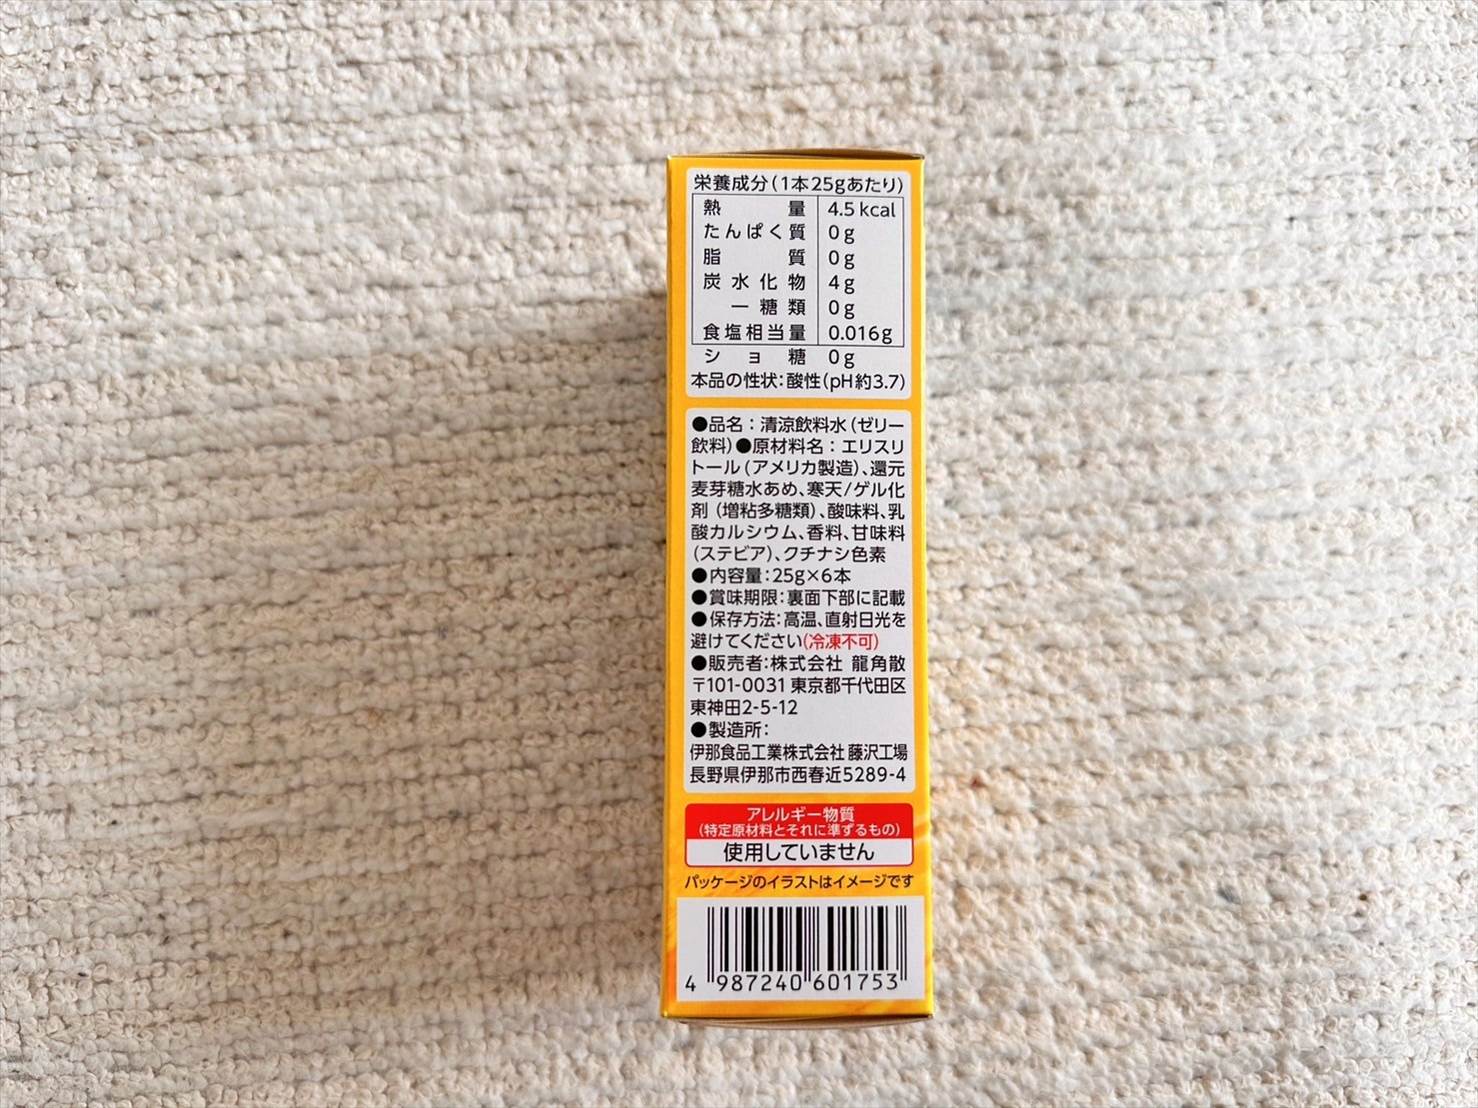 栄養成分(1本25gあたり)
熱量 4.5kcal
たんぱく質 0g
脂質 0g
炭水化物 4g
ー糖類 0g
食塩相当量 0.016g
ショ糖 0g
本品の性状:酸性(pH約3.7)
●品名:清涼飲料水(ゼリー
飲料)●原材料名:エリスリ
トール(アメリカ製造)、還元
麦芽糖水あめ、寒天/ゲル化
剤(増粘多糖類)、酸味料、乳
酸カルシウム、香料、甘味料
(ステビア)、クチナシ色素
●内容量:25g×6本
●賞味期限:裏面下部に記載
●保存方法:高温、直射日光を
避けてください(冷凍不可)
●販売者:株式会社 龍角散
〒101-0031 東京都千代田区
東神田2-5-12
●製造所:
伊那食品工業株式会社 藤沢工場
長野県伊那市西春近5289-4
アレルギー物質
(特定原材料とそれに準ずるもの)
使用していません
パッケージのイラストはイメージです
4 987240 601753